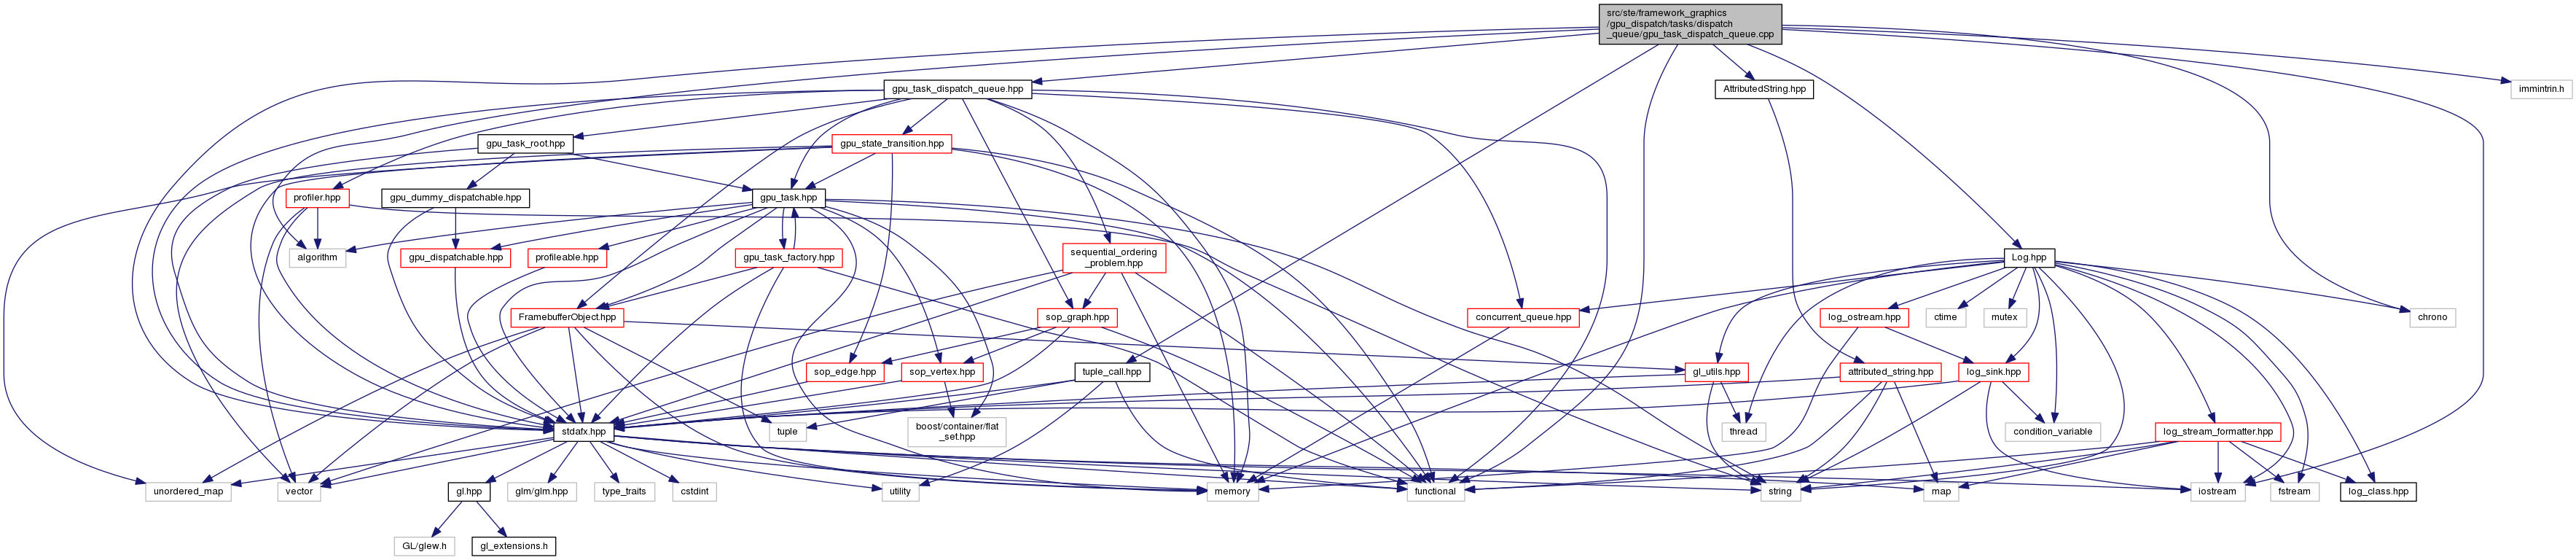 src/ste/framework_graphics
/gpu_dispatch/tasks/dispatch
_queue/gpu_task_dispatch_queue.cpp
gpu_task_dispatch_queue.hpp
AttributedString.hpp
immintrin.h
gpu_task_root.hpp
gpu_state_transition.hpp
profiler.hpp
gpu_dummy_dispatchable.hpp
gpu_task.hpp
algorithm
gpu_dispatchable.hpp
profileable.hpp
gpu_task_factory.hpp
sequential_ordering
_problem.hpp
Log.hpp
FramebufferObject.hpp
sop_graph.hpp
concurrent_queue.hpp
log_ostream.hpp
ctime
mutex
chrono
sop_edge.hpp
sop_vertex.hpp
tuple_call.hpp
gl_utils.hpp
attributed_string.hpp
log_sink.hpp
stdafx.hpp
tuple
boost/container/flat
_set.hpp
thread
condition_variable
log_stream_formatter.hpp
unordered_map
vector
gl.hpp
glm/glm.hpp
type_traits
cstdint
utility
memory
functional
string
map
iostream
fstream
log_class.hpp
GL/glew.h
gl_extensions.h